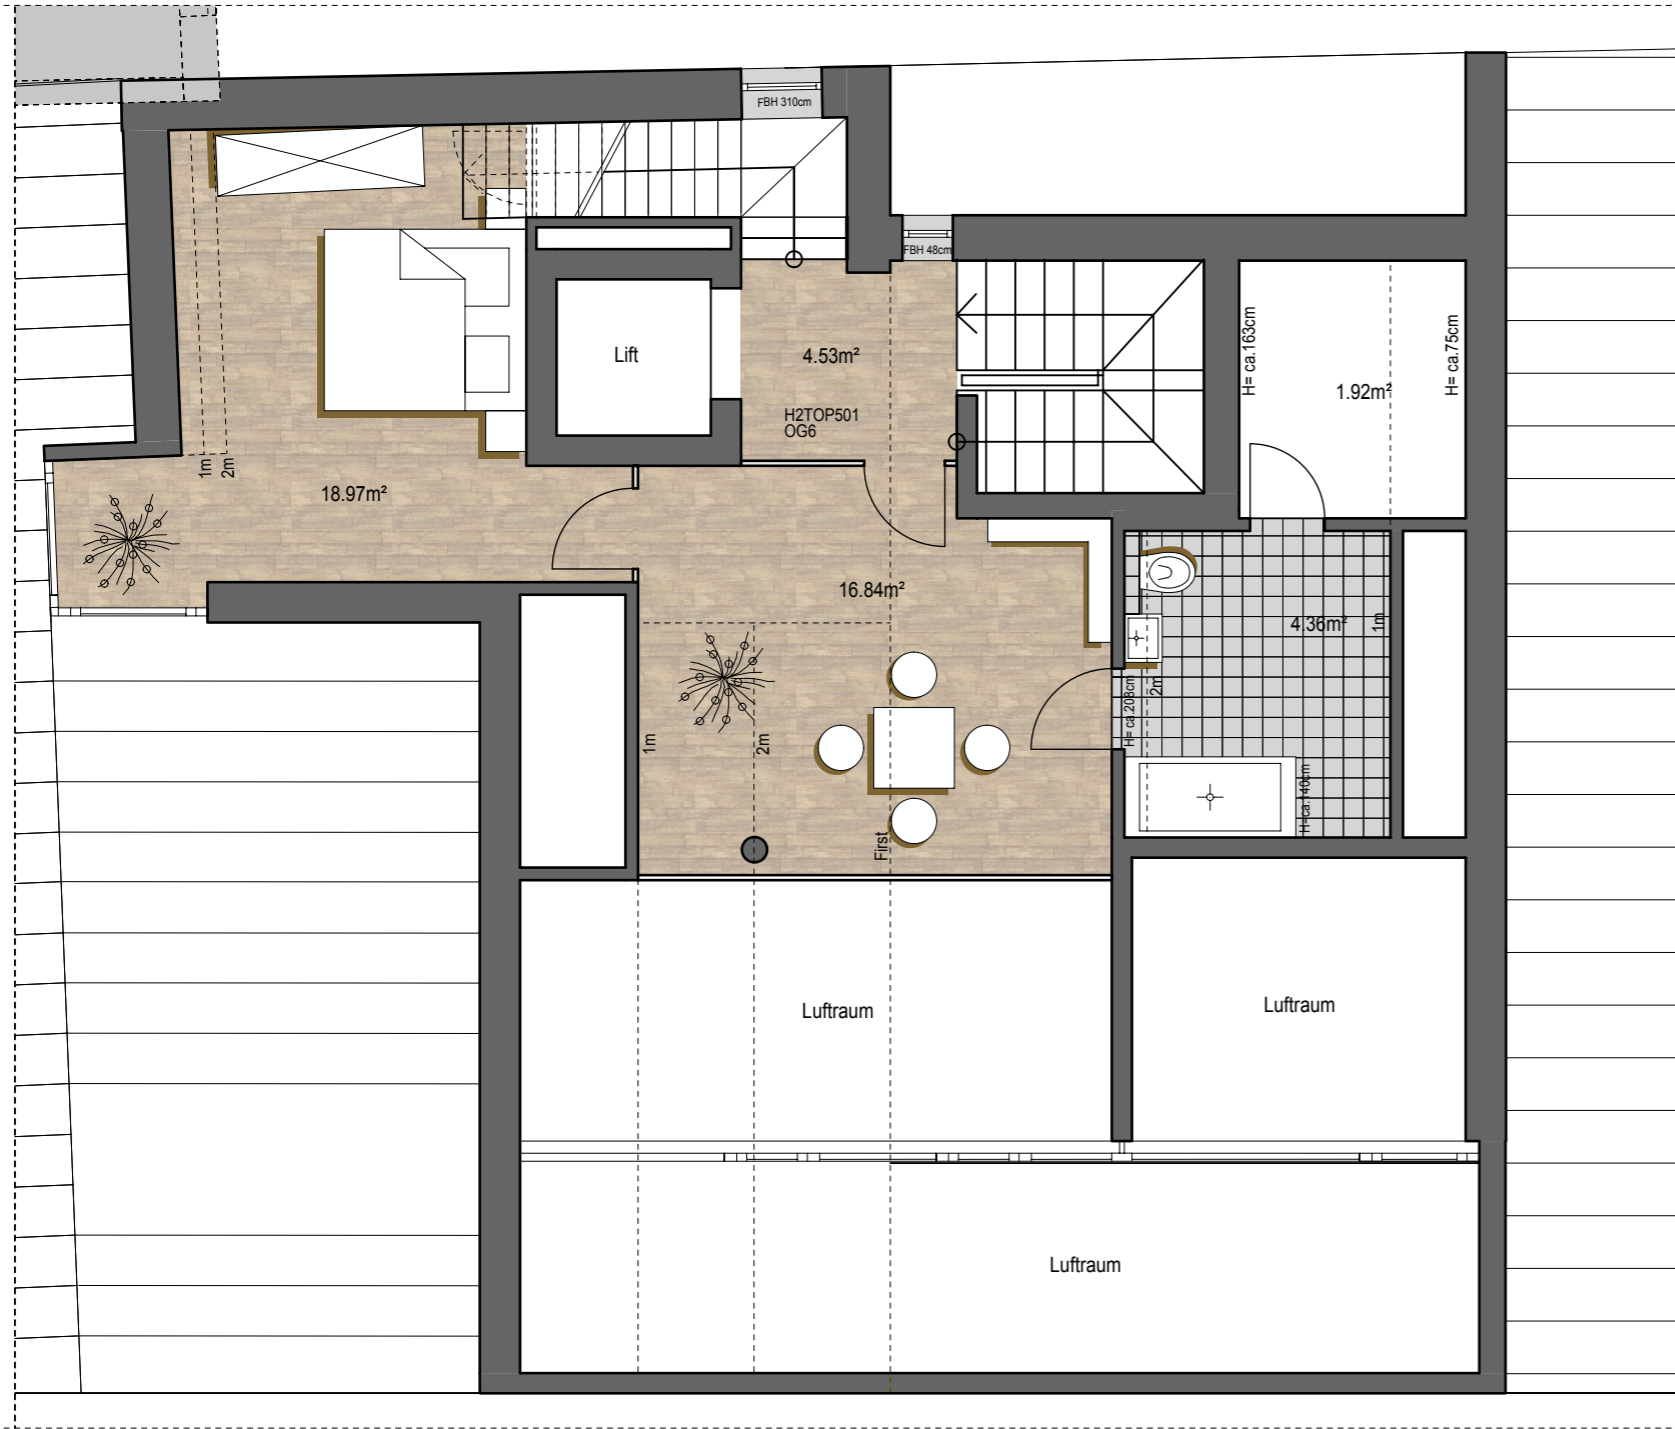 FBH 310cm
FBH 48cm
H= ca.163cm
H= ca.75cm
Lift
4.53m²
1.92m²
H2TOP501
OG6
1m
2m
18.97m²
16.84m²
4.36m²
1m
H= ca.208cm
2m
1m
2m
H=ca.140cm
First
Luftraum
Luftraum
Luftraum